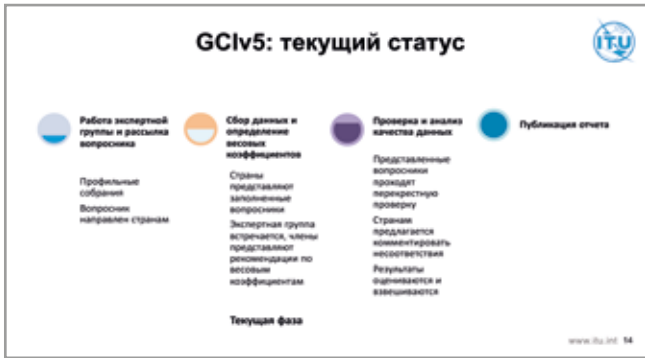 GCIv5: текущий статус
ITU
Работа экспертной
группы и рассылка
вопросника
Профильные
собрания
Вопросник
направлен странам
Сбор данных и
определение
весовых
коэффициентов
Страны
представляют
заполненные
вопросники
Экспертная группа
встречается, члены
представляют
рекомендации по
весовым
коэффициентам
Текущая фаза
Проверка и анализ
качества данных
Представленные
вопросники
проходят
перекрестную
проверку
Странам
предлагается
комментировать
несоответствия
Результаты
оцениваются и
взвешиваются
Публикация отчета
www.itu.int 14